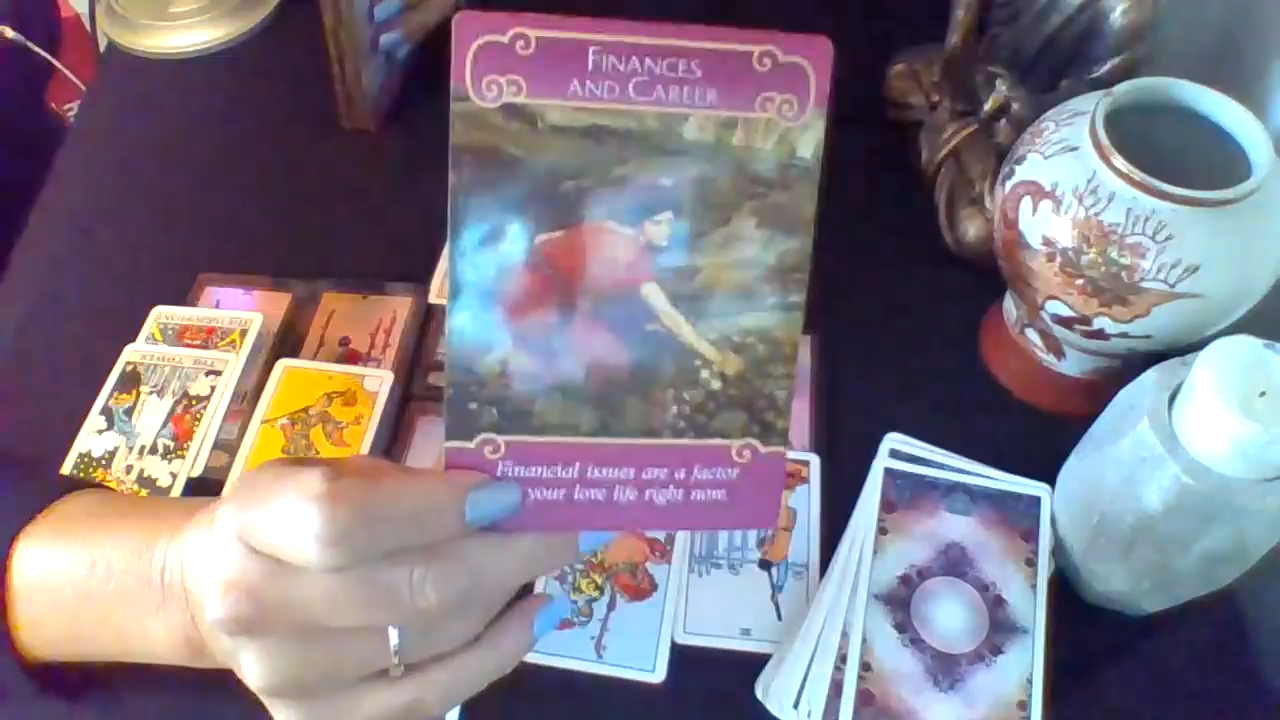 FINANCES
AND CAREER
Financial issues are a factor
your love life right now.
THE TOWER